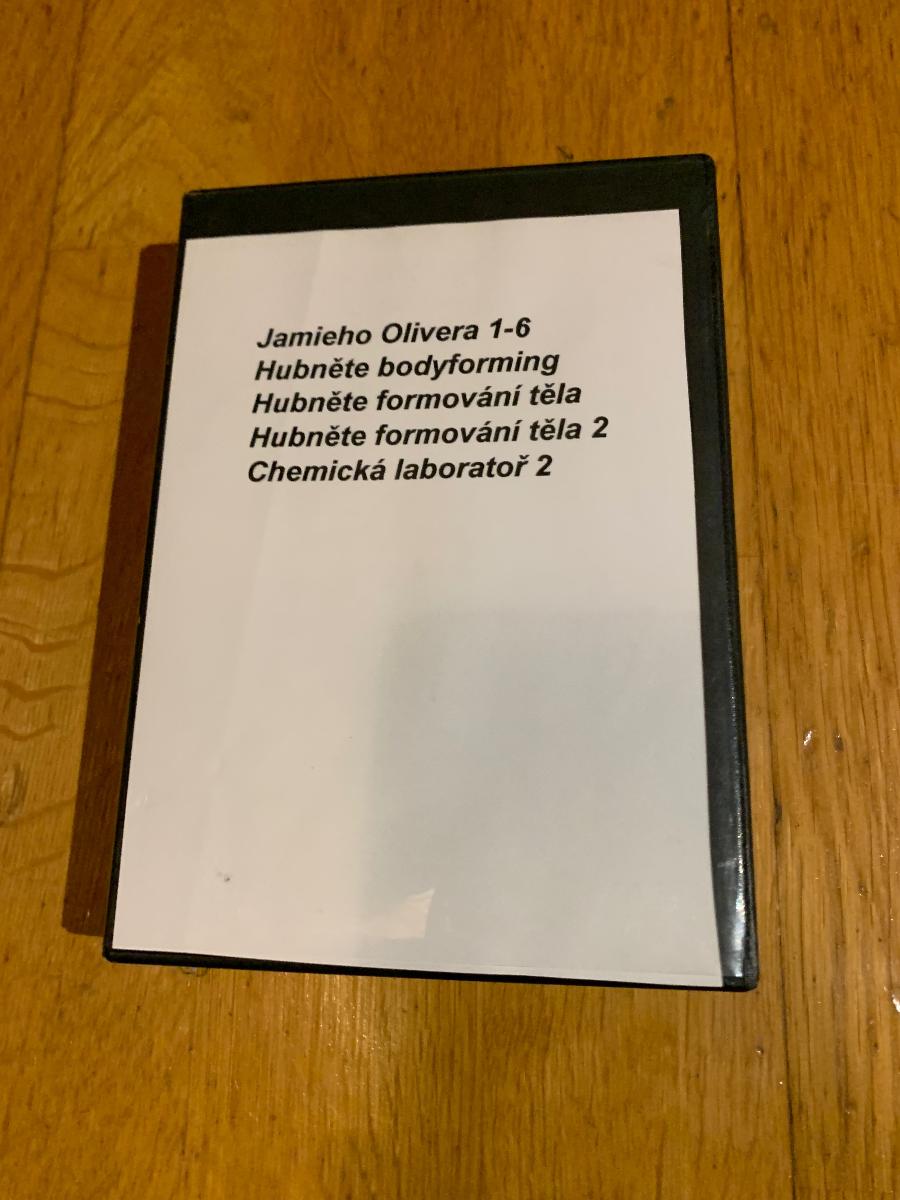 Jamieho Olivera 1-6
Hubněte bodyforming
Hubněte formování těla
Hubněte formování těla 2
Chemická laboratoř 2